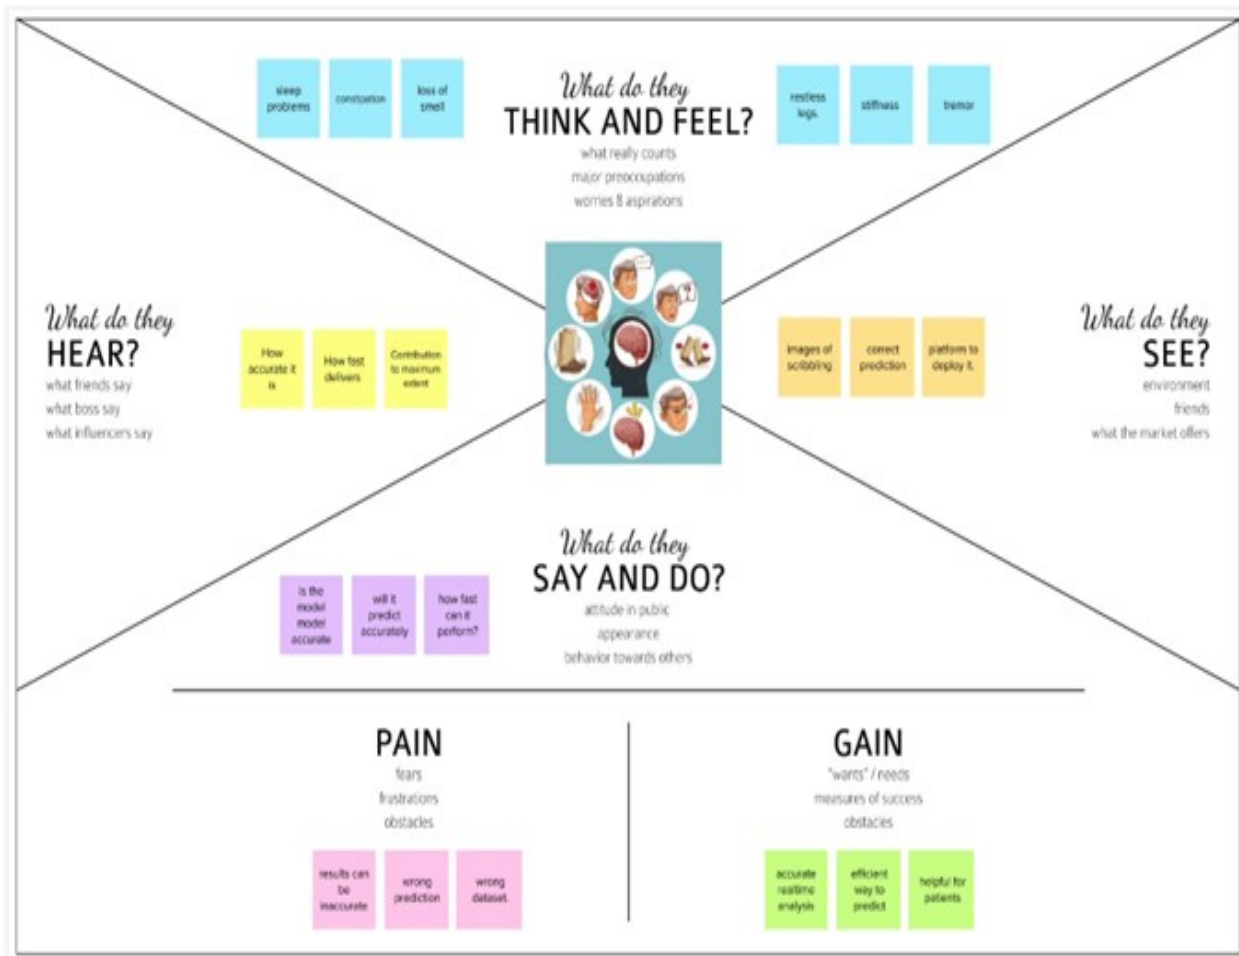 What do they
THINK AND FEEL?
what really counts
major preoccupations
worries & aspirations
sleep
problems
constipation
loss of
smell
restless
legs.
stiffness
tremor
What do they
HEAR?
what friends say
what boss say
what influencers say
How
accurate it
is
How fast
delivers
Contribution
to maximum
extent
images of
scribbling
correct
prediction
platform to
deploy it.
What do they
SEE?
environment
friends
what the market offers
What do they
SAY AND DO?
attitude in public
appearance
behavior towards others
is the
model
model
accurate
will it
predict
accurately
how fast
can it
perform?
PAIN
fears
frustrations
obstacles
results can
be
inaccurate
wrong
prediction
wrong
dataset.
GAIN
"wants" / needs
measures of success
obstacles
accurate
realtime
analysis
efficient
way to
predict
helpful for
patients